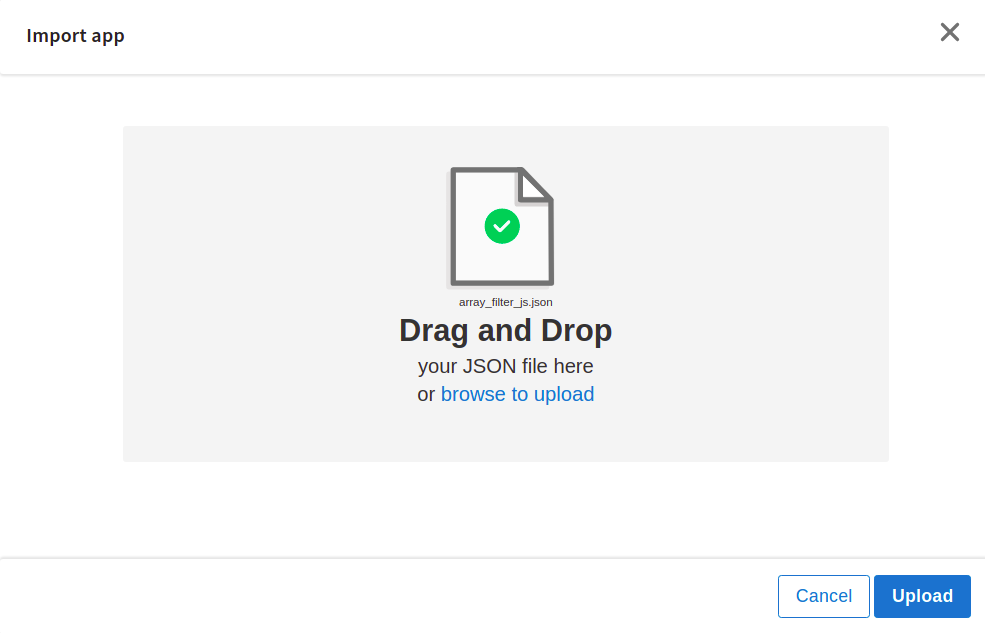 Import app
array_filter_js.json
Drag and Drop
your JSON file here
or browse to upload
Cancel
Upload